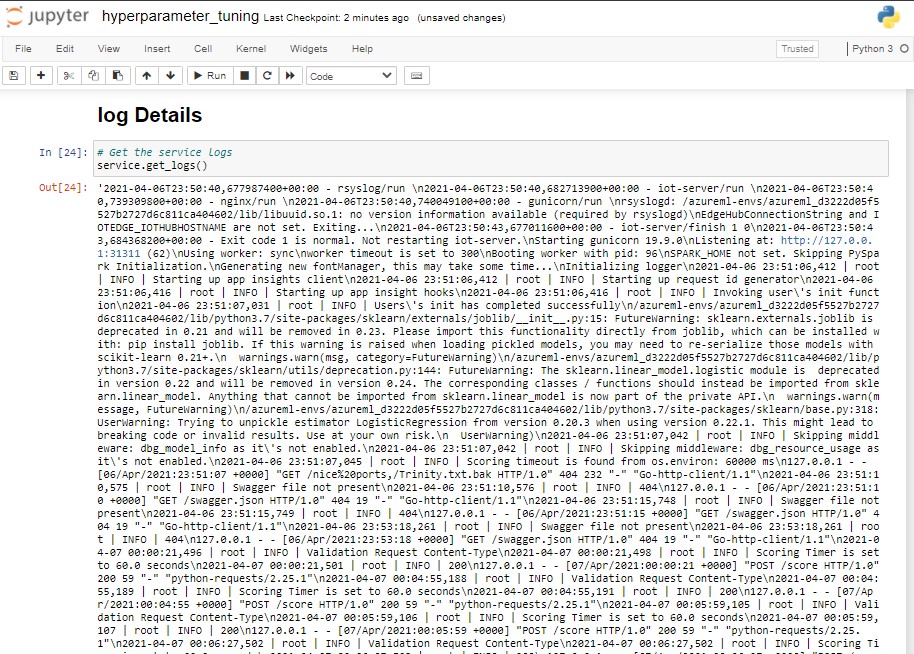 jupyter hyperparameter_tuning Last Checkpoint: 2 minutes ago (unsaved changes)
File Edit View Insert Cell Kernel Widgets Help Trusted Python 3
Run Code
log Details
In [24]: # Get the service Logs
service.get_logs()
Out[24]: '2021-04-06T23:50:40,677987400+00:00 - rsyslog/run \n2021-04-06T23:50:40,682713900+00:00 - iot-server/run \n2021-04-06T23:50:4
0,739309800+00:00 - nginx/run \n2021-04-06T23:50:40,740049100+00:00 - gunicorn/run \nrsyslogd: /azureml-envs/azureml_d3222d05f5
527b2727d6c811ca404602/lib/libuuid.so.1: no version information available (required by rsyslogd)\nEdgeHubConnectionString and I
OTEDGE_IOTHUBHOSTNAME are not set. Exiting...\n2021-04-06T23:50:43,677011600+00:00 - iot-server/finish 1 0\n2021-04-06T23:50:4
3,684368200+00:00 - Exit code 1 is normal. Not restarting iot-server.\nStarting gunicorn 19.9.0\nListening at: http://127.0.0.
1:31311 (62)\nUsing worker: sync\nworker timeout is set to 300\nBooting worker with pid: 96\nSPARK_HOME not set. Skipping PySpa
rk Initialization.\nGenerating new fontManager, this may take some time...\nInitializing logger\n2021-04-06 23:51:06,412 | root
| INFO | Starting up app insights client\n2021-04-06 23:51:06,412 | root | INFO | Starting up request id generator\n2021-04-06
23:51:06,416 | root | INFO | Starting up app insight hooks\n2021-04-06 23:51:06,416 | root | INFO | Invoking user\'s init funct
ion\n2021-04-06 23:51:07,031 | root | INFO | Users\'s init has completed successfully\n/azureml-envs/azureml_d3222d05f5527b2727
d6c811ca404602/lib/python3.7/site-packages/sklearn/externals/joblib/__init__.py:15: FutureWarning: sklearn.externals.joblib is
deprecated in 0.21 and will be removed in 0.23. Please import this functionality directly from joblib, which can be installed w
ith: pip install joblib. If this warning is raised when loading pickled models, you may need to re-serialize those models with
scikit-learn 0.21+.\n  warnings.warn(msg, category=FutureWarning)\n/azureml-envs/azureml_d3222d05f5527b2727d6c811ca404602/lib/p
ython3.7/site-packages/sklearn/utils/deprecation.py:144: FutureWarning: The sklearn.linear_model.logistic module is  deprecated
in version 0.22 and will be removed in version 0.24. The corresponding classes / functions should instead be imported from skle
arn.linear_model. Anything that cannot be imported from sklearn.linear_model is now part of the private API.\n  warnings.warn(m
essage, FutureWarning)\n/azureml-envs/azureml_d3222d05f5527b2727d6c811ca404602/lib/python3.7/site-packages/sklearn/base.py:318:
UserWarning: Trying to unpickle estimator LogisticRegression from version 0.20.3 when using version 0.22.1. This might lead to
breaking code or invalid results. Use at your own risk.\n  UserWarning)\n2021-04-06 23:51:07,042 | root | INFO | Skipping middl
eware: dbg_model_info as it\'s not enabled.\n2021-04-06 23:51:07,042 | root | INFO | Skipping middleware: dbg_resource_usage as
it\'s not enabled.\n2021-04-06 23:51:07,045 | root | INFO | Scoring timeout is found from os.environ: 60000 ms\n127.0.0.1 - -
[06/Apr/2021:23:51:07 +0000] "GET /nice%20ports,/Trinity.txt.bak HTTP/1.0" 404 232 "-" "Go-http-client/1.1"\n2021-04-06 23:51:1
0,575 | root | INFO | Swagger file not present\n2021-04-06 23:51:10,576 | root | INFO | 404\n127.0.0.1 - - [06/Apr/2021:23:51:1
0 +0000] "GET /swagger.json HTTP/1.0" 404 19 "-" "Go-http-client/1.1"\n2021-04-06 23:51:15,748 | root | INFO | Swagger file not
present\n2021-04-06 23:51:15,749 | root | INFO | 404\n127.0.0.1 - - [06/Apr/2021:23:51:15 +0000] "GET /swagger.json HTTP/1.0" 4
04 19 "-" "Go-http-client/1.1"\n2021-04-06 23:53:18,261 | root | INFO | Swagger file not present\n2021-04-06 23:53:18,261 | roo
t | INFO | 404\n127.0.0.1 - - [06/Apr/2021:23:53:18 +0000] "GET /swagger.json HTTP/1.0" 404 19 "-" "Go-http-client/1.1"\n2021-0
4-07 00:00:21,496 | root | INFO | Validation Request Content-Type\n2021-04-07 00:00:21,498 | root | INFO | Scoring Timer is set
to 60.0 seconds\n2021-04-07 00:00:21,501 | root | INFO | 200\n127.0.0.1 - - [07/Apr/2021:00:00:21 +0000] "POST /score HTTP/1.0"
200 59 "-" "python-requests/2.25.1"\n2021-04-07 00:04:55,188 | root | INFO | Validation Request Content-Type\n2021-04-07 00:04:
55,189 | root | INFO | Scoring Timer is set to 60.0 seconds\n2021-04-07 00:04:55,191 | root | INFO | 200\n127.0.0.1 - - [07/Ap
r/2021:00:04:55 +0000] "POST /score HTTP/1.0" 200 59 "-" "python-requests/2.25.1"\n2021-04-07 00:05:59,105 | root | INFO | Vali
dation Request Content-Type\n2021-04-07 00:05:59,106 | root | INFO | Scoring Timer is set to 60.0 seconds\n2021-04-07 00:05:59,
107 | root | INFO | 200\n127.0.0.1 - - [07/Apr/2021:00:05:59 +0000] "POST /score HTTP/1.0" 200 59 "-" "python-requests/2.25.
1"\n2021-04-07 00:06:27,502 | root | INFO | Validation Request Content-Type\n2021-04-07 00:06:27,502 | root | INFO | Scoring Ti